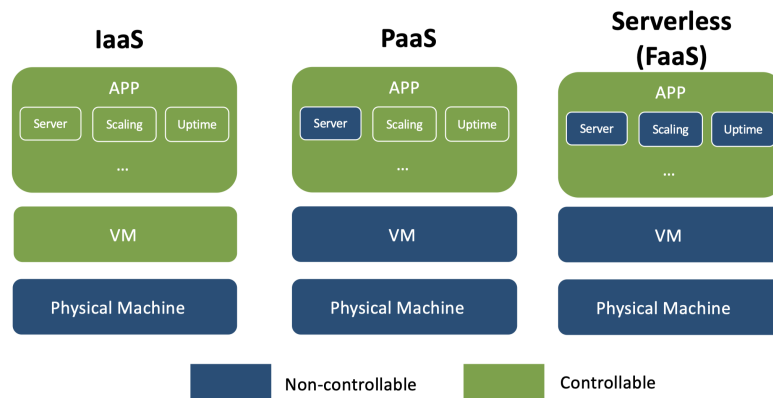 IaaS
APP
Server Scaling Uptime
...
VM
Physical Machine
PaaS
APP
Server Scaling Uptime
...
VM
Physical Machine
Serverless
(FaaS)
APP
Server Scaling Uptime
...
VM
Physical Machine
Non-controllable
Controllable